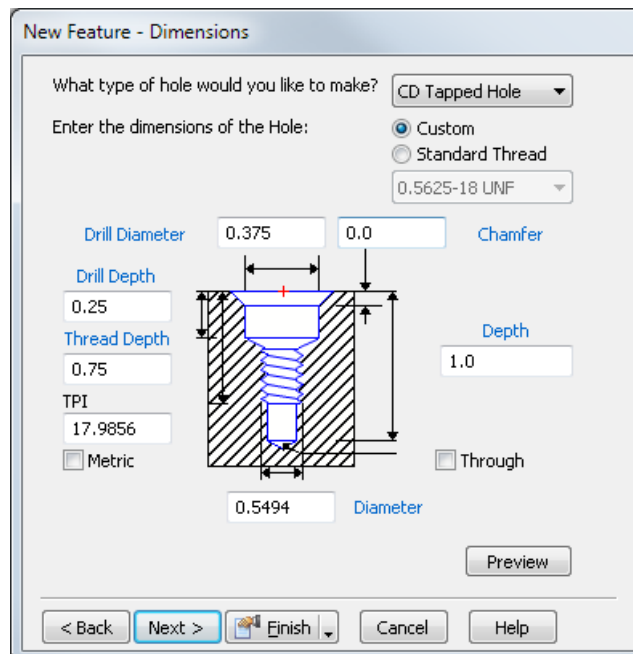 New Feature - Dimensions
What type of hole would you like to make? CD Tapped Hole
Enter the dimensions of the Hole: Custom
Standard Thread
0.5625-18 UNF
Drill Diameter 0.375 0.0 Chamfer
Drill Depth
0.25
Thread Depth
0.75
Depth
1.0
TPI
17.9856
Metric
Through
0.5494 Diameter
Preview
< Back Next > Finish Cancel Help